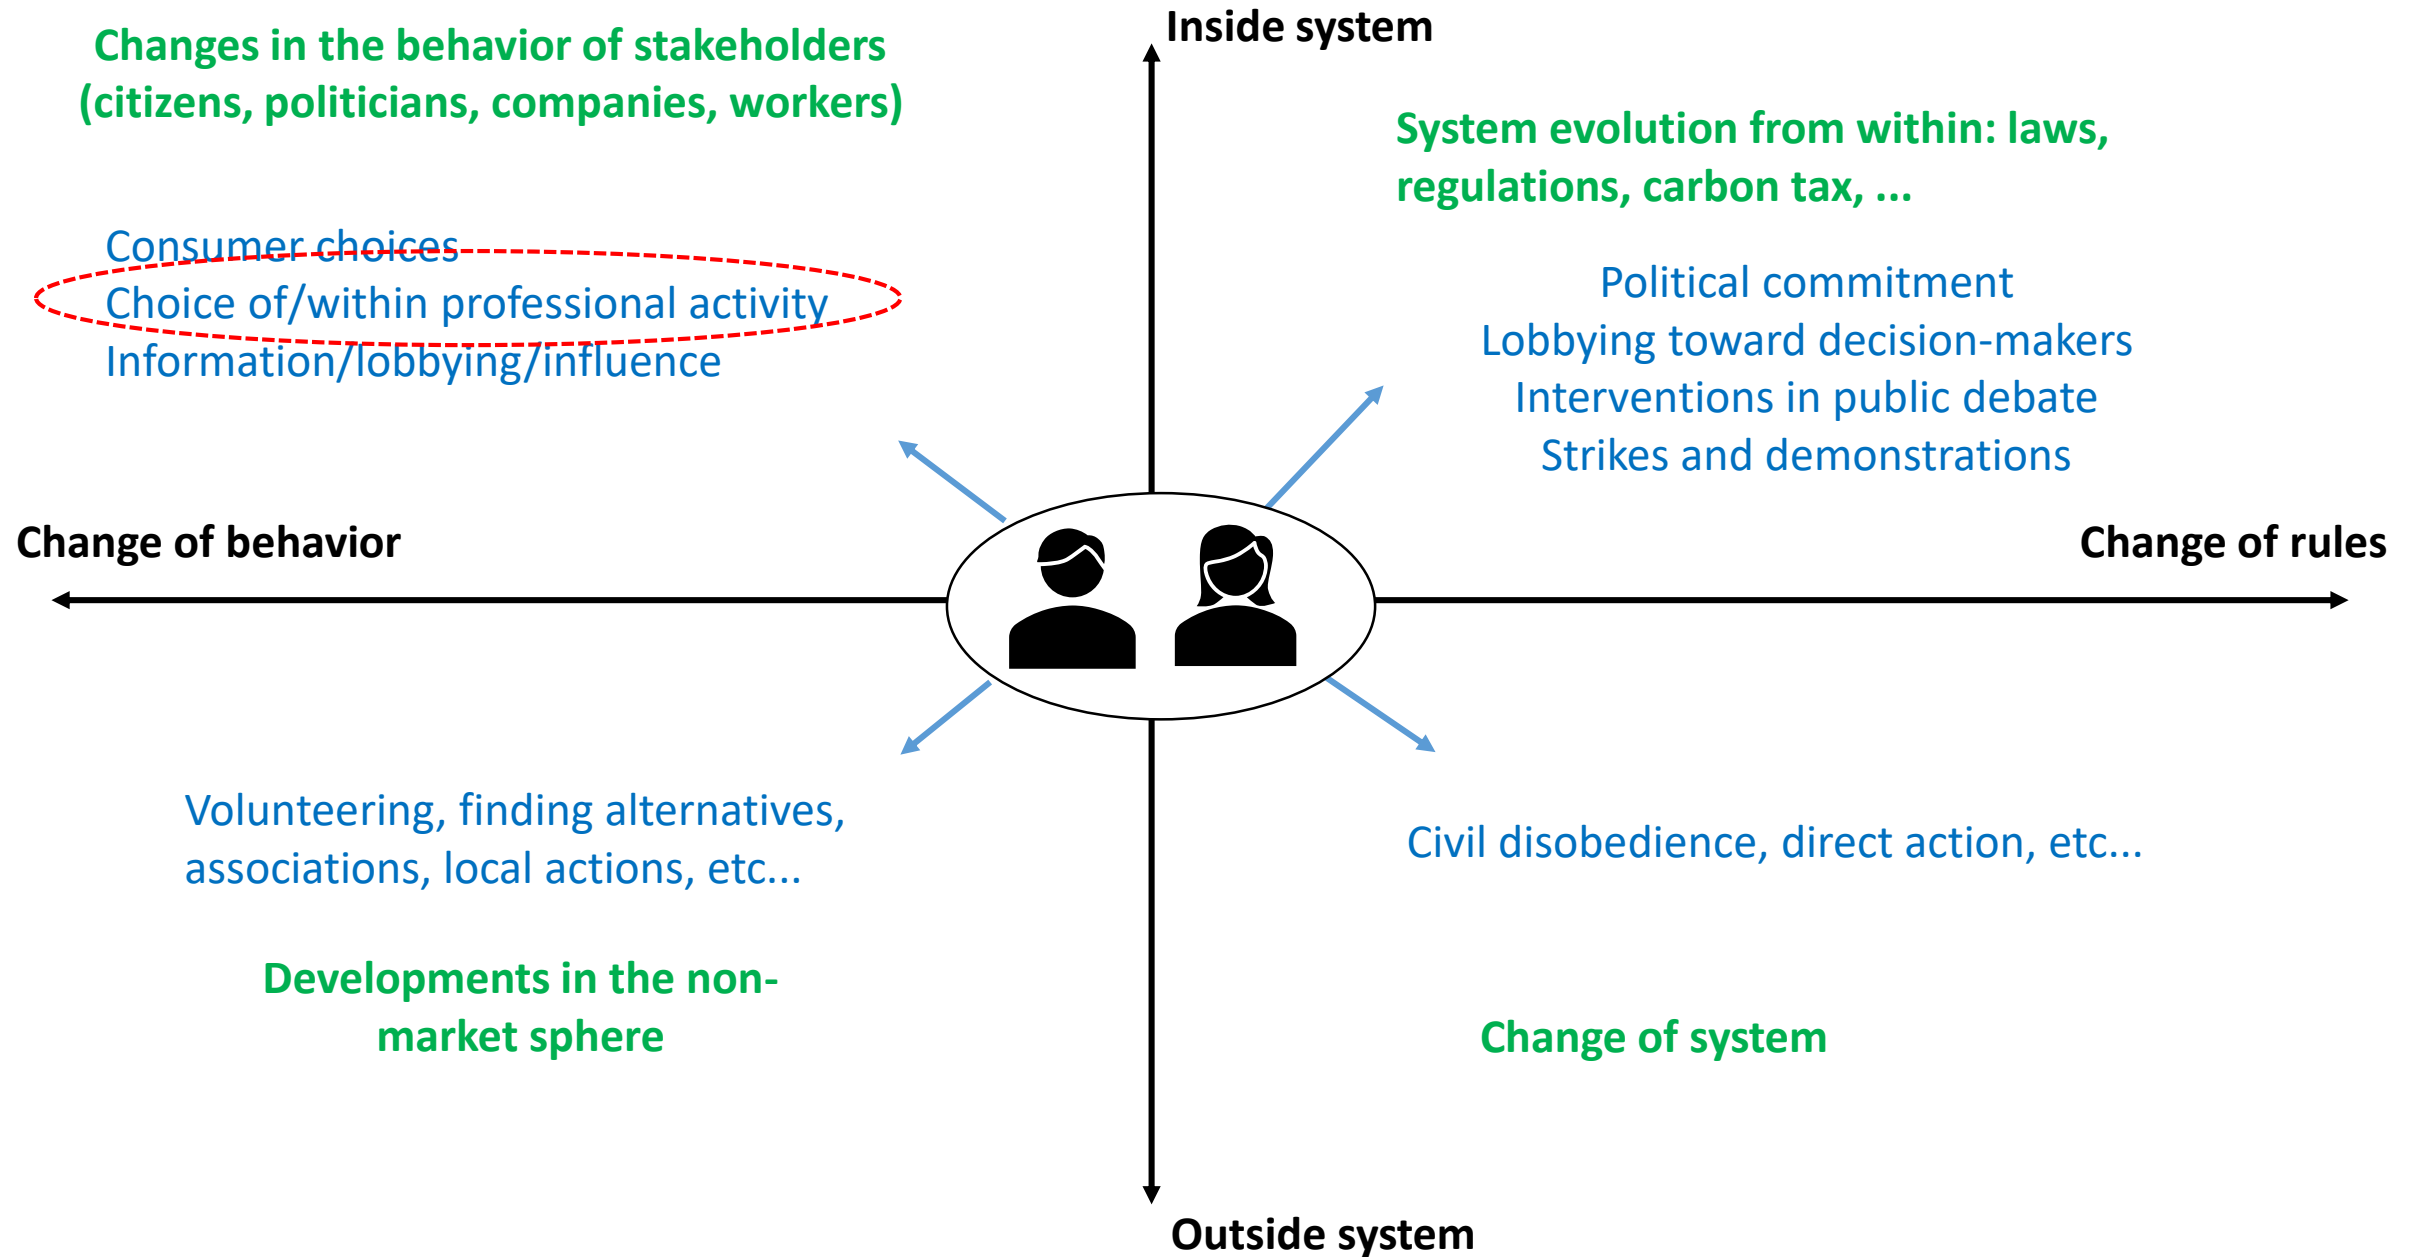 Inside system
Changes in the behavior of stakeholders
(citizens, politicians, companies, workers)
System evolution from within: laws,
regulations, carbon tax, ...
Consumer choices
Choice of/within professional activity
Information/lobbying/influence
Political commitment
Lobbying toward decision-makers
Interventions in public debate
Strikes and demonstrations
Change of behavior
Change of rules
Volunteering, finding alternatives,
associations, local actions, etc...
Civil disobedience, direct action, etc...
Developments in the non-
market sphere
Change of system
Outside system